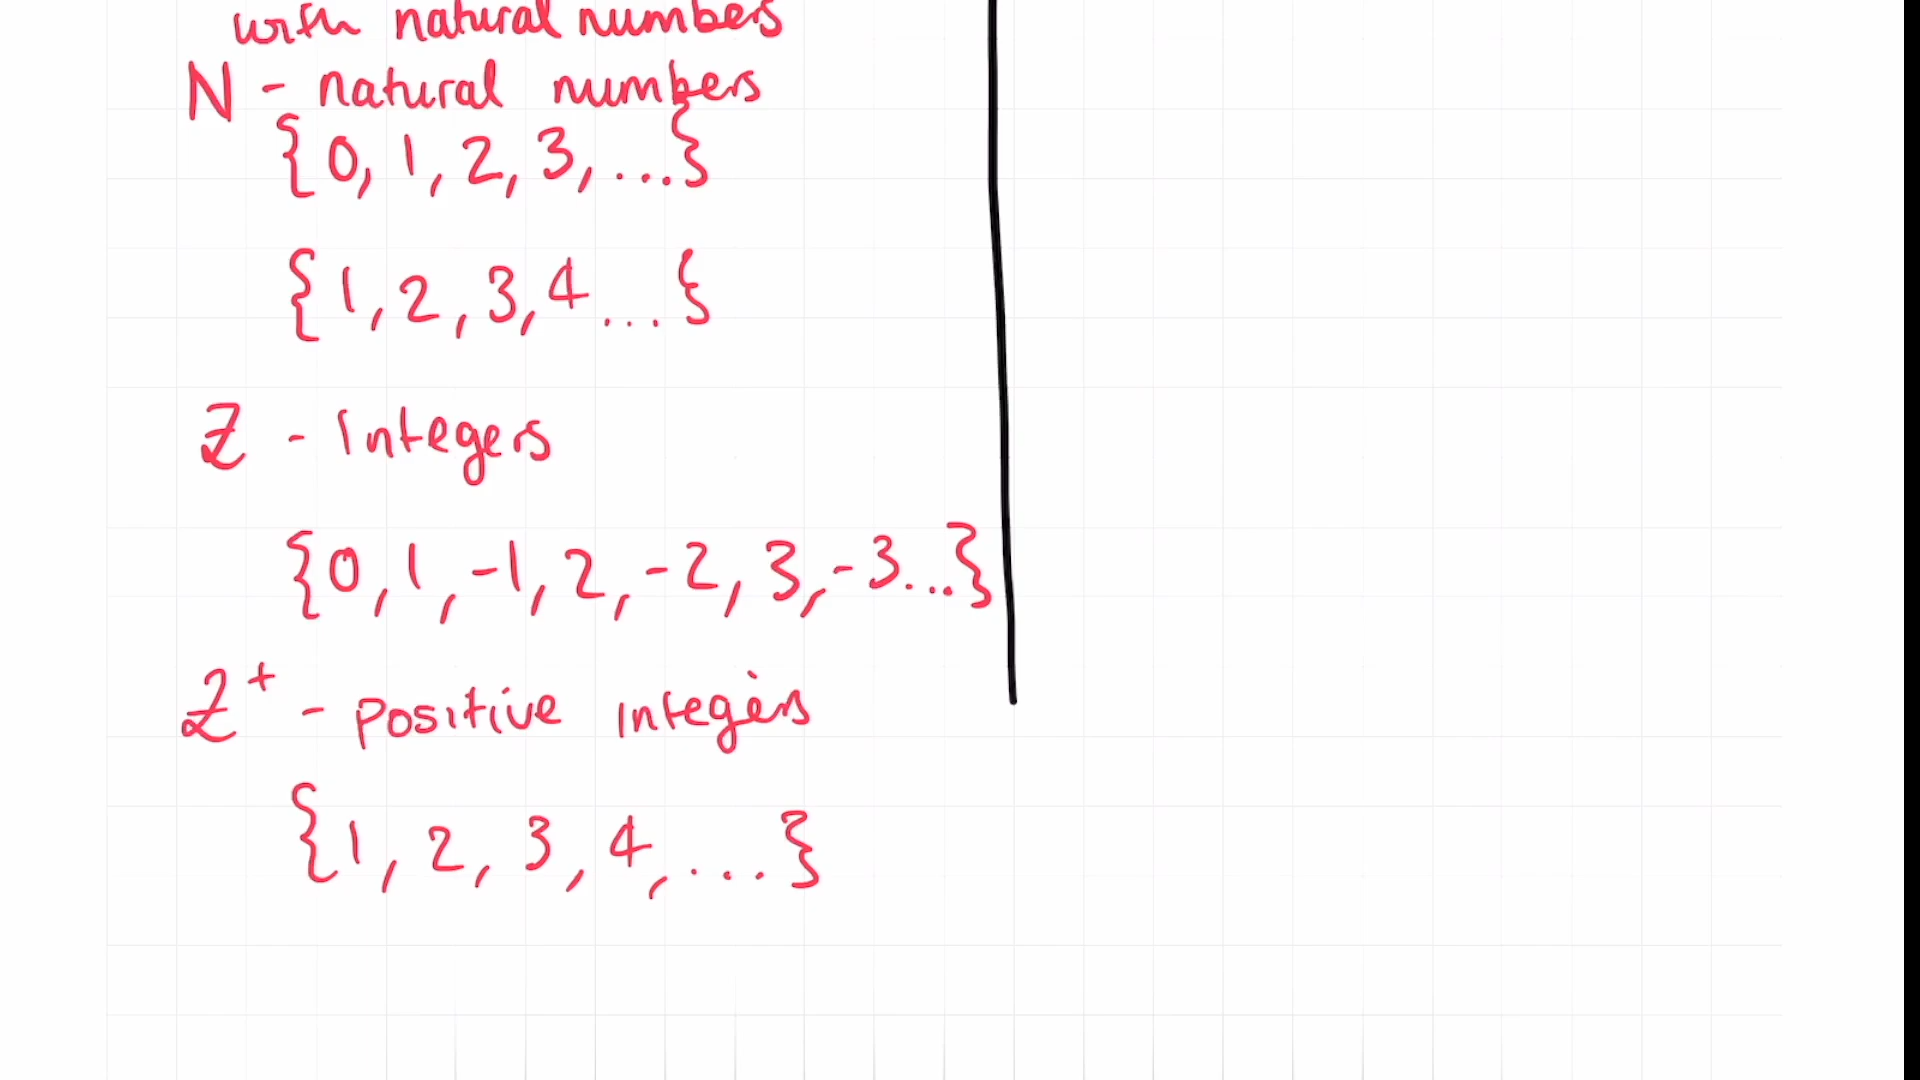 with natural numbers
N - natural numbers
{0, 1, 2, 3, ...}
{1, 2, 3, 4 ...}
Z - Integers
{0, 1, -1, 2, -2, 3, -3...}
Z⁺ - positive integers
{1, 2, 3, 4, ...}